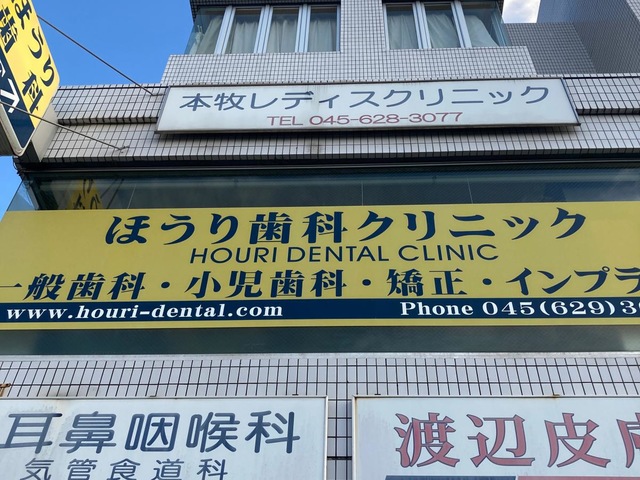 本牧レディスクリニック
TEL 045-628-3077
ほうり歯科クリニック
HOURI DENTAL CLINIC
一般歯科・小児歯科・矯正・インプラ
www.houri-dental.com Phone 045(629)3
耳鼻咽喉科
気管食道科
渡辺皮膚